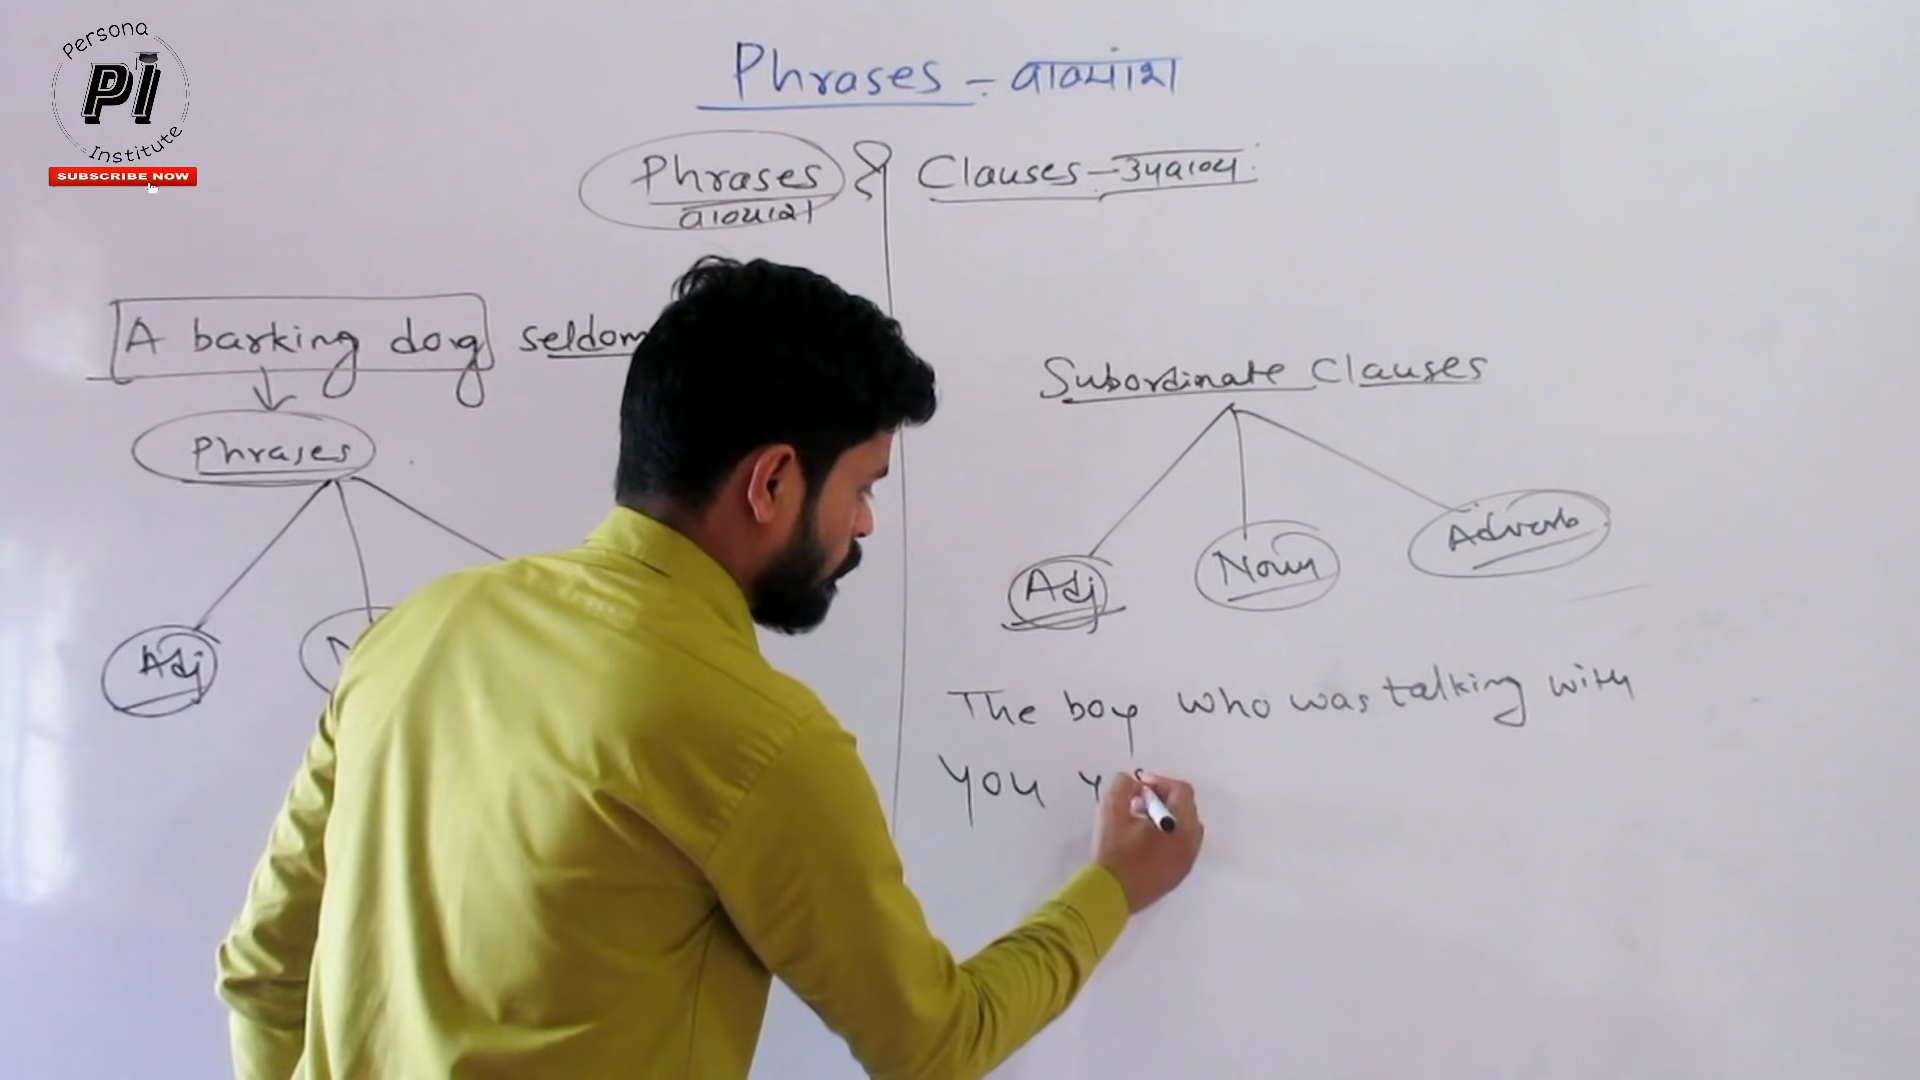 Persona
PI
Institute
SUBSCRIBE NOW
Phrases - वाक्यांश
Phrases & Clauses - उपवाक्य
वाक्यांश
A barking dog seldom
Phrases
Adj
Subordinate Clauses
Adj Noun Adverb
The boy who was talking with
you